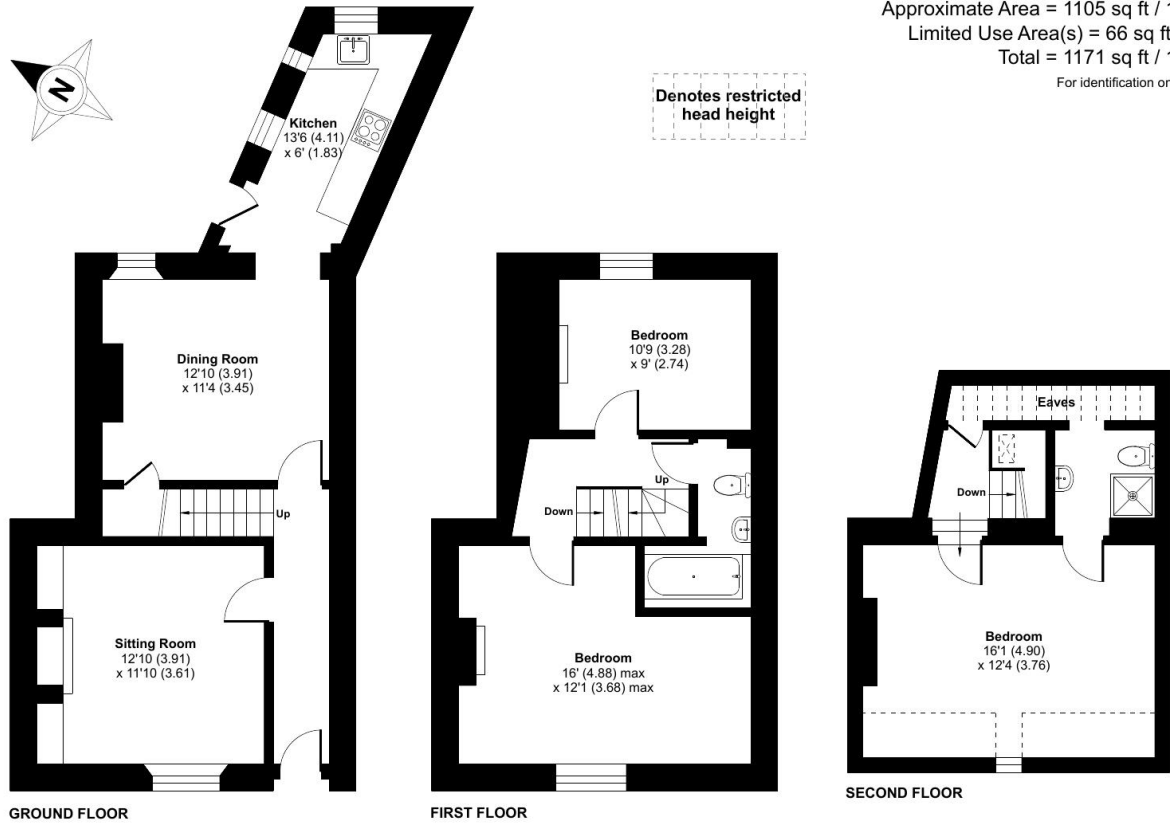 Approximate Area = 1105 sq ft / 1
Limited Use Area(s) = 66 sq ft
Total = 1171 sq ft / 1
For identification on
N
Denotes restricted
head height
Kitchen
13'6 (4.11)
x 6' (1.83)
Dining Room
12'10 (3.91)
x 11'4 (3.45)
Up
Sitting Room
12'10 (3.91)
x 11'10 (3.61)
GROUND FLOOR
Bedroom
10'9 (3.28)
x 9' (2.74)
Up
Down
Bedroom
16' (4.88) max
x 12'1 (3.68) max
FIRST FLOOR
Eaves
Down
Bedroom
16'1 (4.90)
x 12'4 (3.76)
SECOND FLOOR